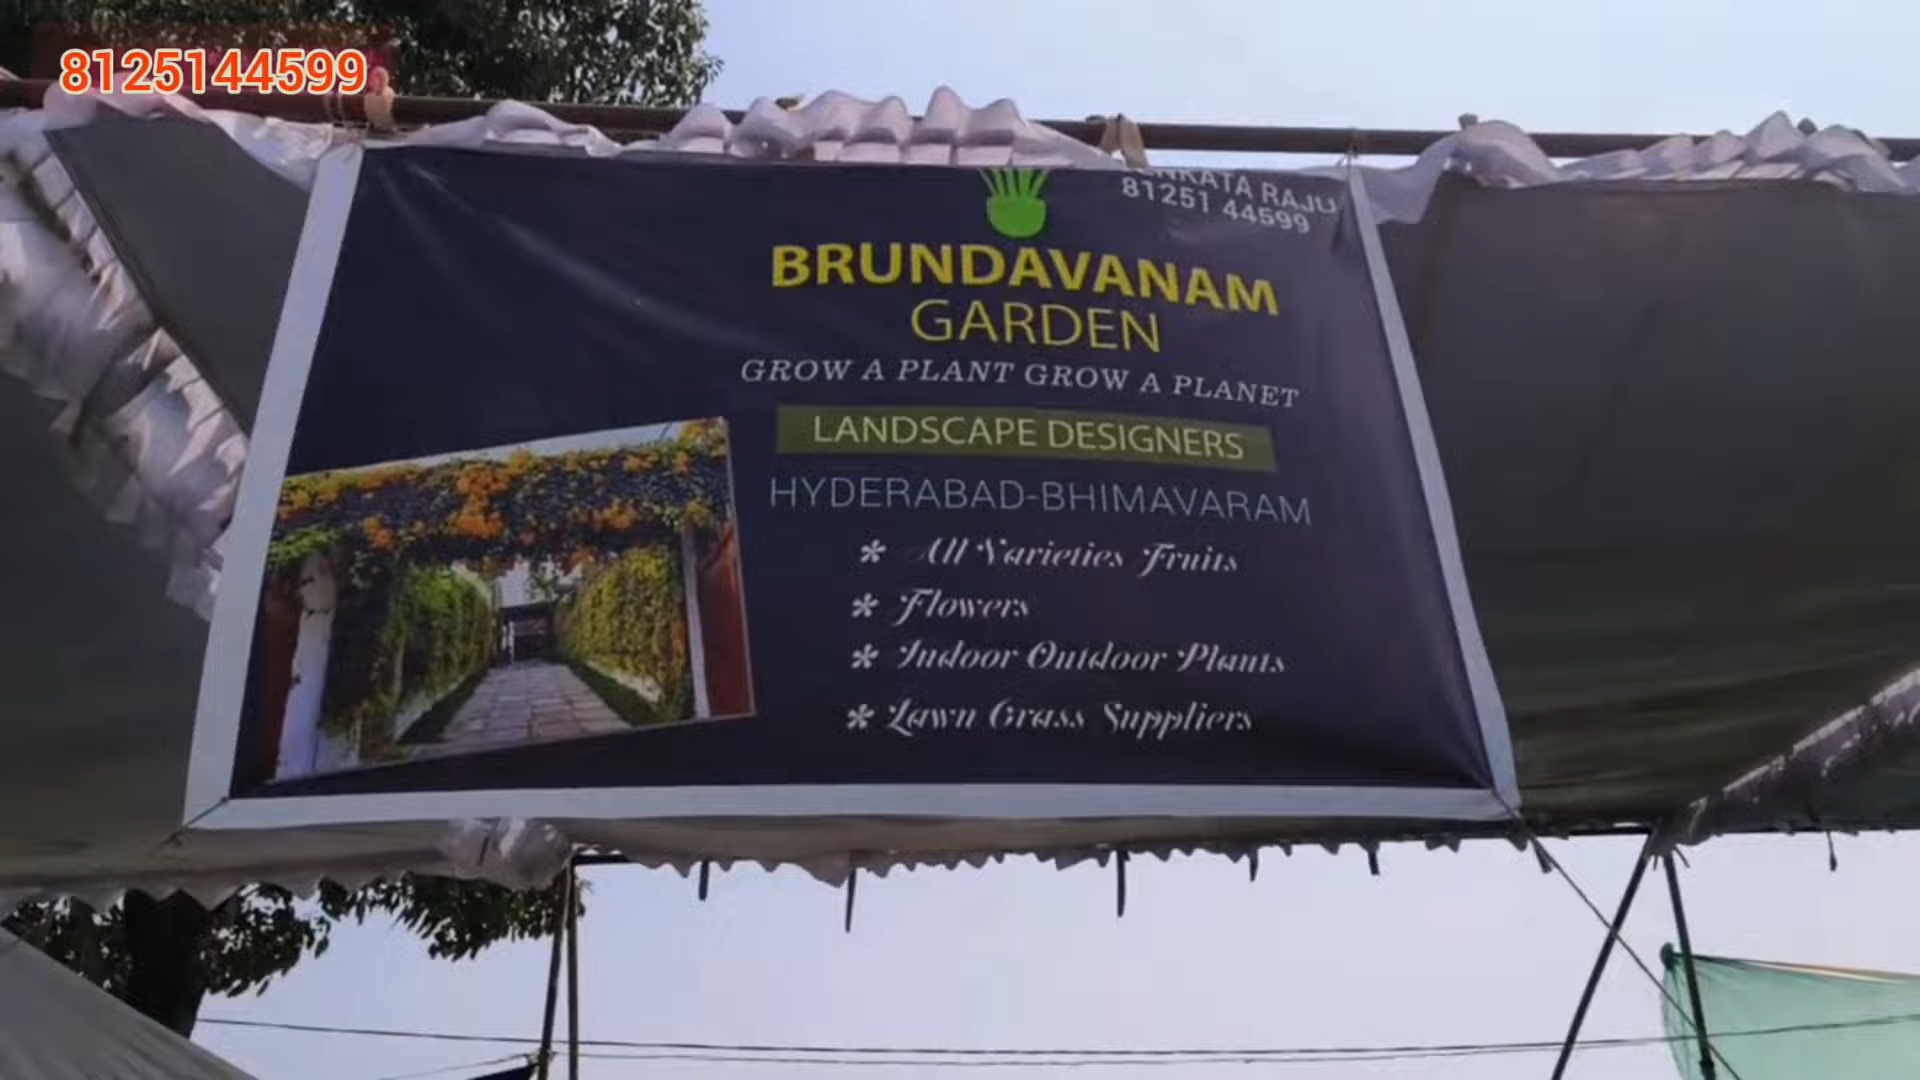 8125144599
RAJU
81251 44599
BRUNDAVANAM
GARDEN
GROW A PLANT GROW A PLANET
LANDSCAPE DESIGNERS
HYDERABAD-BHIMAVARAM
* All Varieties Fruits
* Flowers
* Indoor Outdoor Plants
* Lawn Grass Suppliers